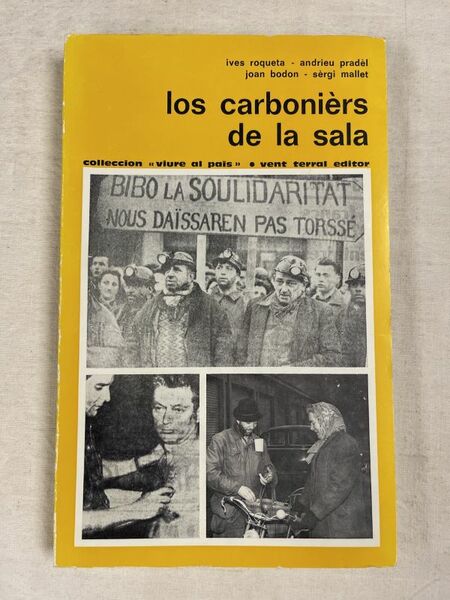 ives roqueta - andrieu pradèl
joan bodon - sèrgi mallet
los carbonièrs
de la sala
colleccion «viure al país» • vent terral editor
BIBO LA SOULIDARITAT
NOUS DAÏSSAREN PAS TORSSÉ